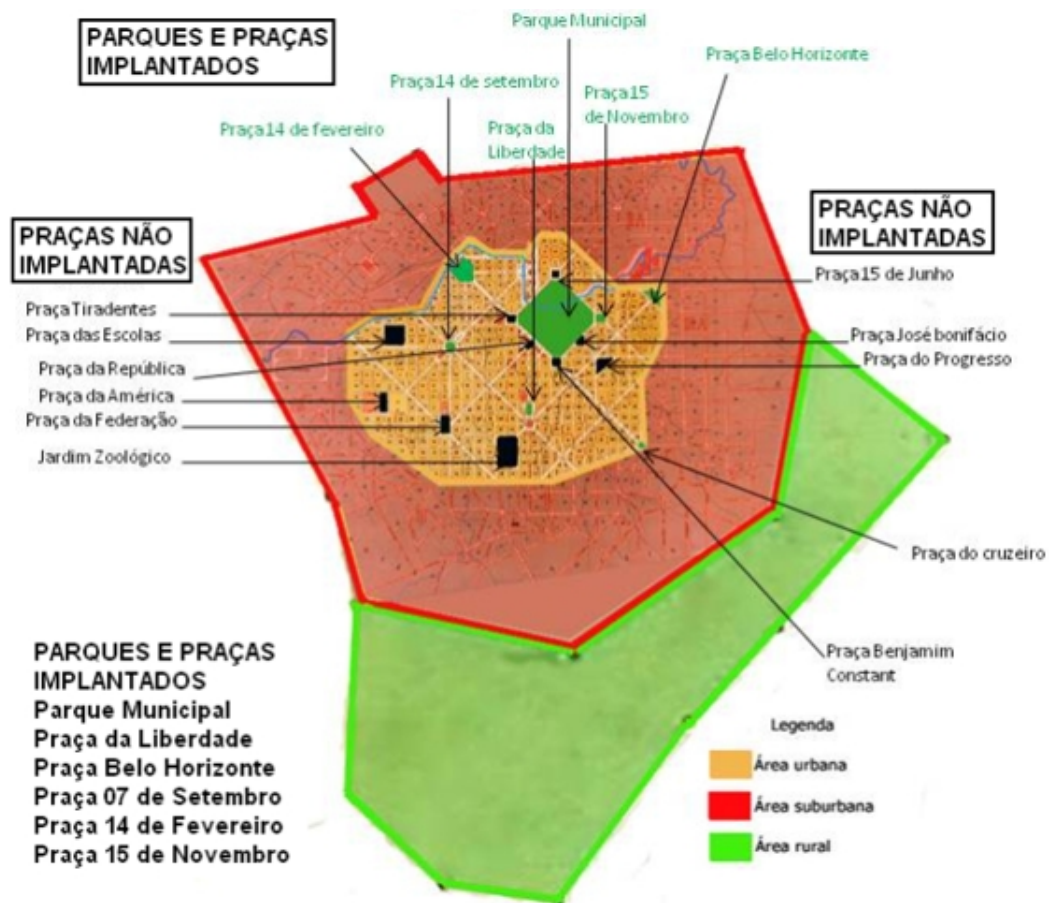 PARQUES E PRAÇAS
IMPLANTADOS
Parque Municipal
Praça Belo Horizonte
Praça 14 de setembro
Praça 15
de Novembro
Praça 14 de fevereiro
Praça da
Liberdade
PRAÇAS NÃO
IMPLANTADAS
Praça Tiradentes
Praça das Escolas
Praça da República
Praça da América
Praça da Federação
Jardim Zoológico
PRAÇAS NÃO
IMPLANTADAS
Praça 15 de Junho
Praça José bonifácio
Praça do Progresso
Praça do cruzeiro
Praça Benjamim
Constant
PARQUES E PRAÇAS
IMPLANTADOS
Parque Municipal
Praça da Liberdade
Praça Belo Horizonte
Praça 07 de Setembro
Praça 14 de Fevereiro
Praça 15 de Novembro
Legenda
Área urbana
Área suburbana
Área rural